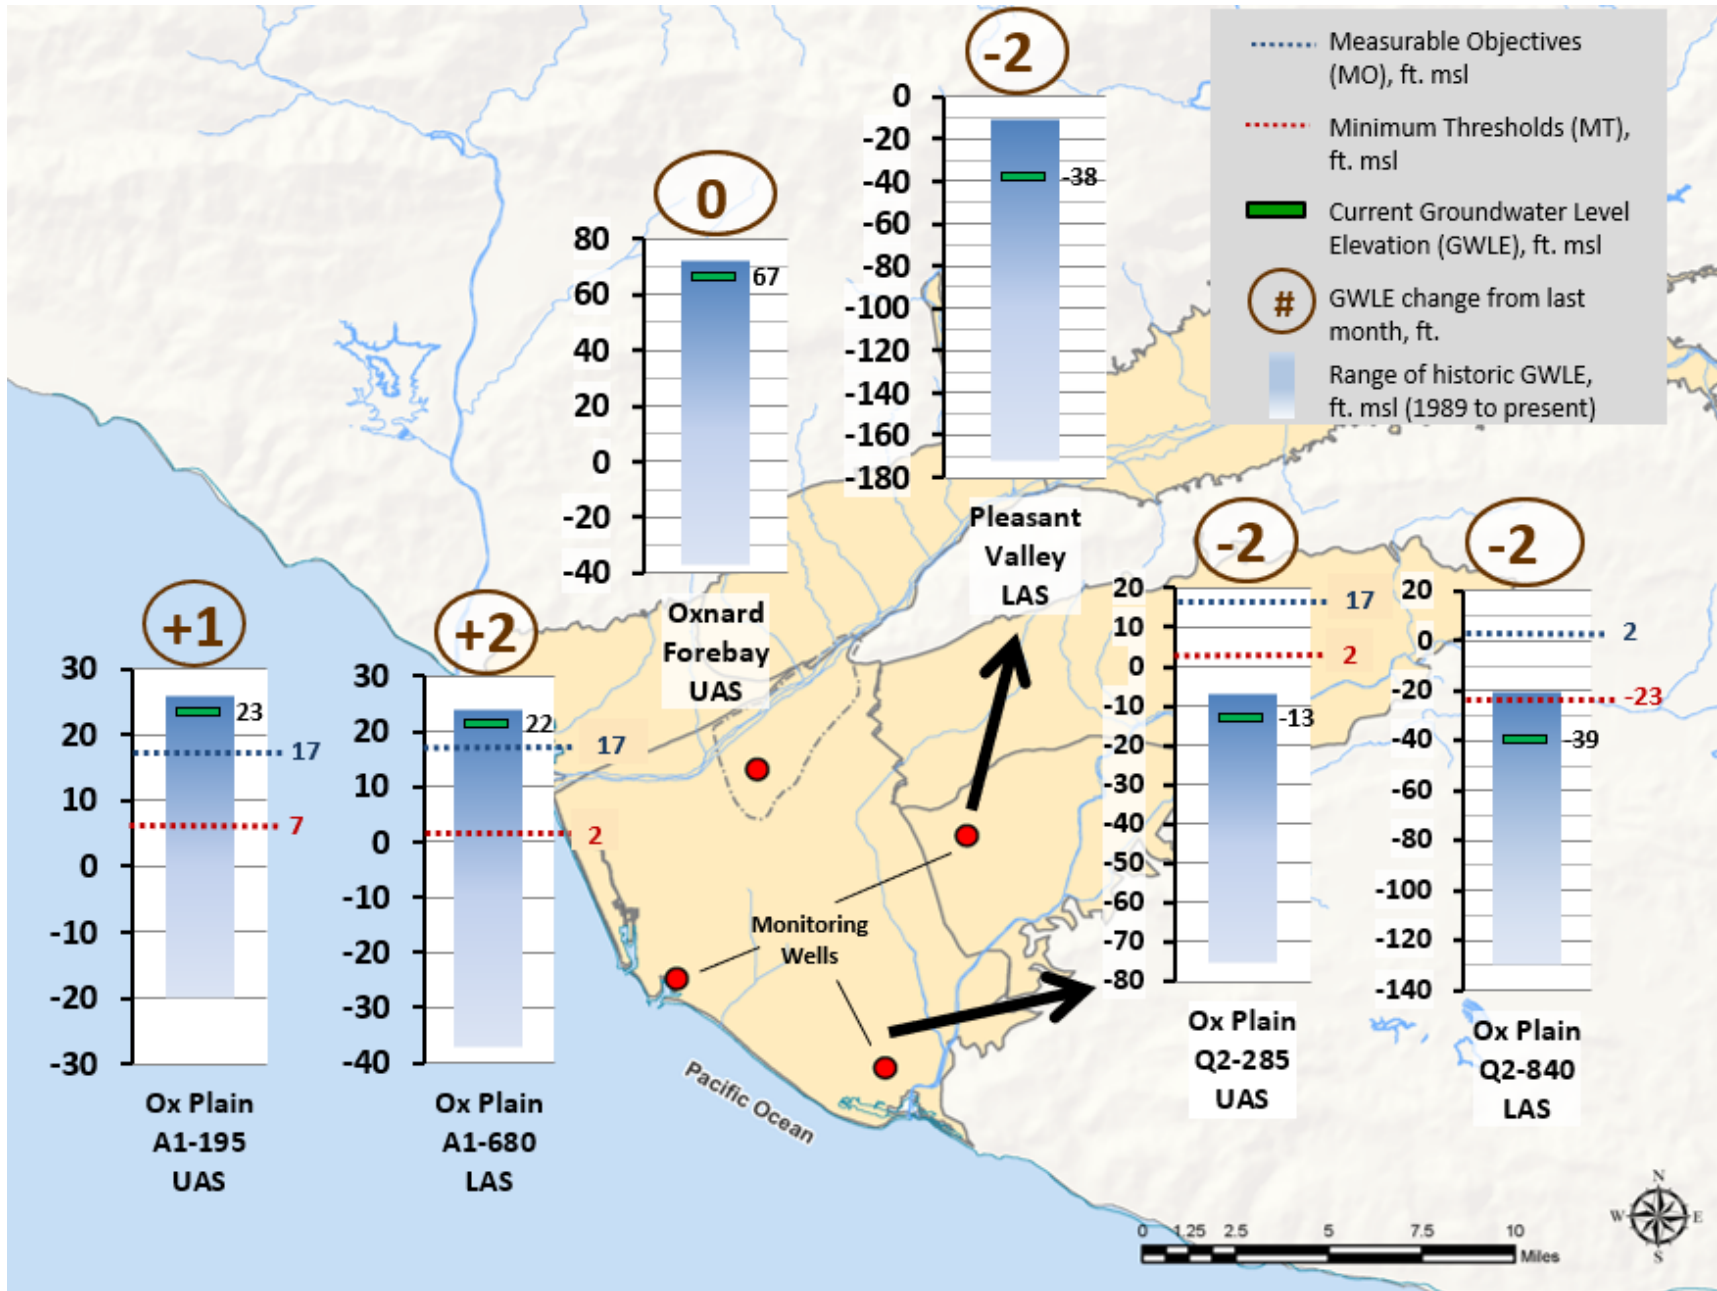 -2
0
-20
-40
-60
-80
-100
-120
-140
-160
-180
-38
Pleasant
Valley
LAS
Measurable Objectives
(MO), ft. msl
Minimum Thresholds (MT),
ft. msl
Current Groundwater Level
Elevation (GWLE), ft. msl
#
GWLE change from last
month, ft.
Range of historic GWLE,
ft. msl (1989 to present)
0
80
60
40
20
0
-20
-40
67
Oxnard
Forebay
UAS
+1
30
20
10
0
-10
-20
-30
23
17
7
Ox Plain
A1-195
UAS
+2
30
20
10
0
-10
-20
-30
-40
22
17
2
Ox Plain
A1-680
LAS
-2
20
10
0
-10
-20
-30
-40
-50
-60
-70
-80
17
2
-13
Ox Plain
Q2-285
UAS
-2
20
0
-20
-40
-60
-80
-100
-120
-140
2
-23
-39
Ox Plain
Q2-840
LAS
Monitoring
Wells
Pacific Ocean
N
W E
S
0 1.25 2.5 5 7.5 10
Miles